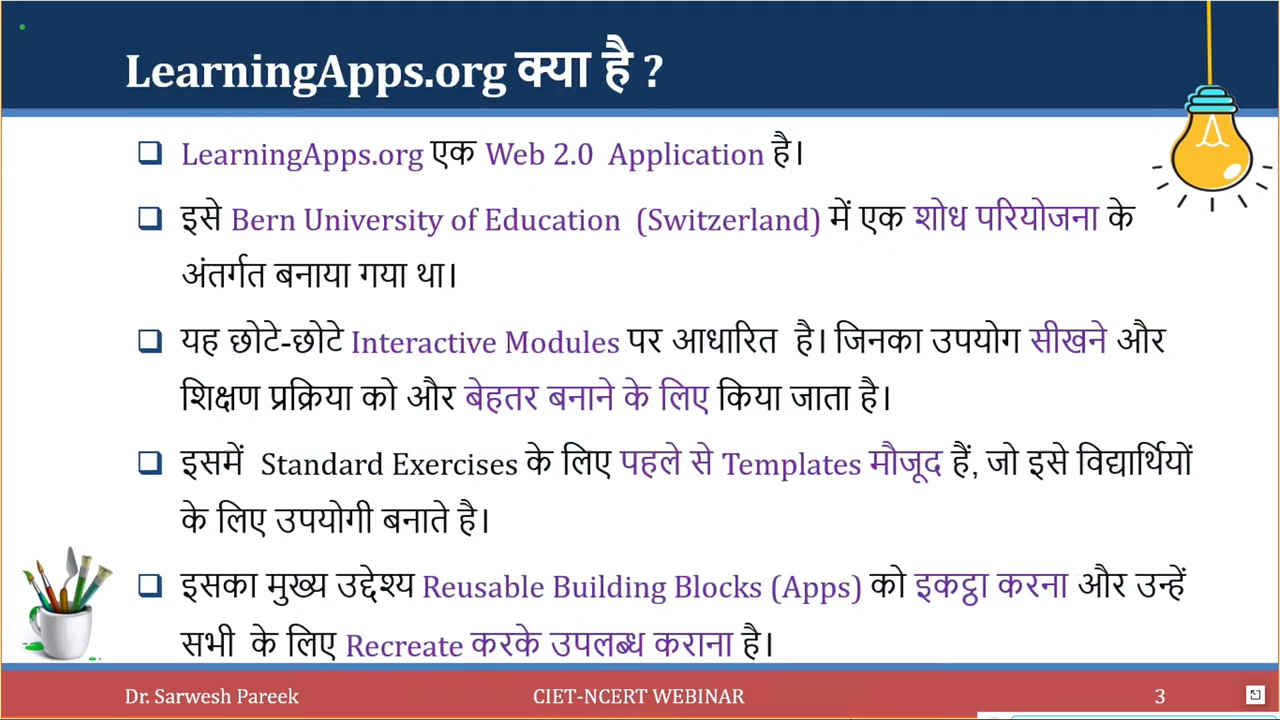 LearningApps.org क्या है ?
LearningApps.org एक Web 2.0 Application है।
इसे Bern University of Education (Switzerland) में एक शोध परियोजना के
अंतर्गत बनाया गया था।
यह छोटे-छोटे Interactive Modules पर आधारित है। जिनका उपयोग सीखने और
शिक्षण प्रक्रिया को और बेहतर बनाने के लिए किया जाता है।
इसमें Standard Exercises के लिए पहले से Templates मौजूद हैं, जो इसे विद्यार्थियों
के लिए उपयोगी बनाते है।
इसका मुख्य उद्देश्य Reusable Building Blocks (Apps) को इकट्ठा करना और उन्हें
सभी के लिए Recreate करके उपलब्ध कराना है।
Dr. Sarwesh Pareek CIET-NCERT WEBINAR 3